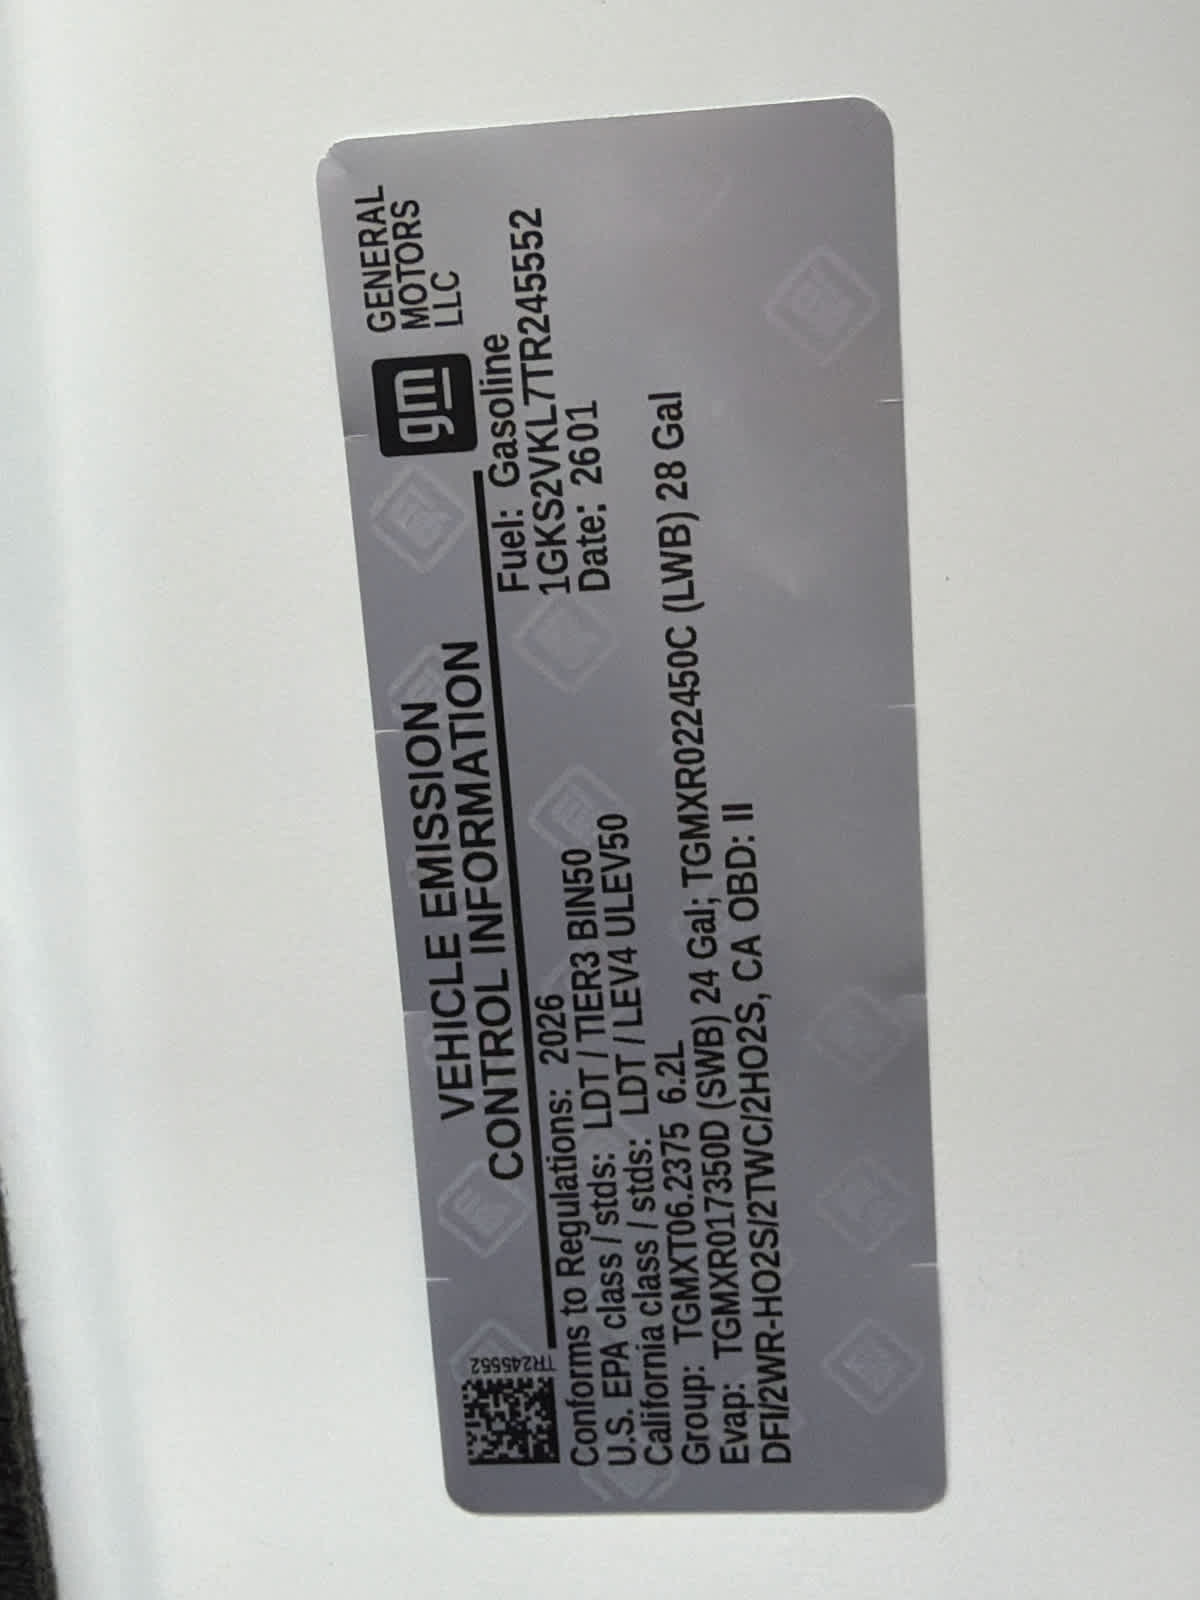 VEHICLE EMISSION
CONTROL INFORMATION
gm
GENERAL
MOTORS
LLC
TR245552
Conforms to Regulations: 2026
Fuel: Gasoline
U.S. EPA class / stds: LDT / TIER3 BIN50
1GKS2VKL7TR245552
California class / stds: LDT / LEV4 ULEV50
Date: 2601
Group: TGMXT06.2375 6.2L
Evap: TGMXR017350D (SWB) 24 Gal; TGMXR022450C (LWB) 28 Gal
DFI/2WR-HO2S/2TWC/2HO2S, CA OBD: II